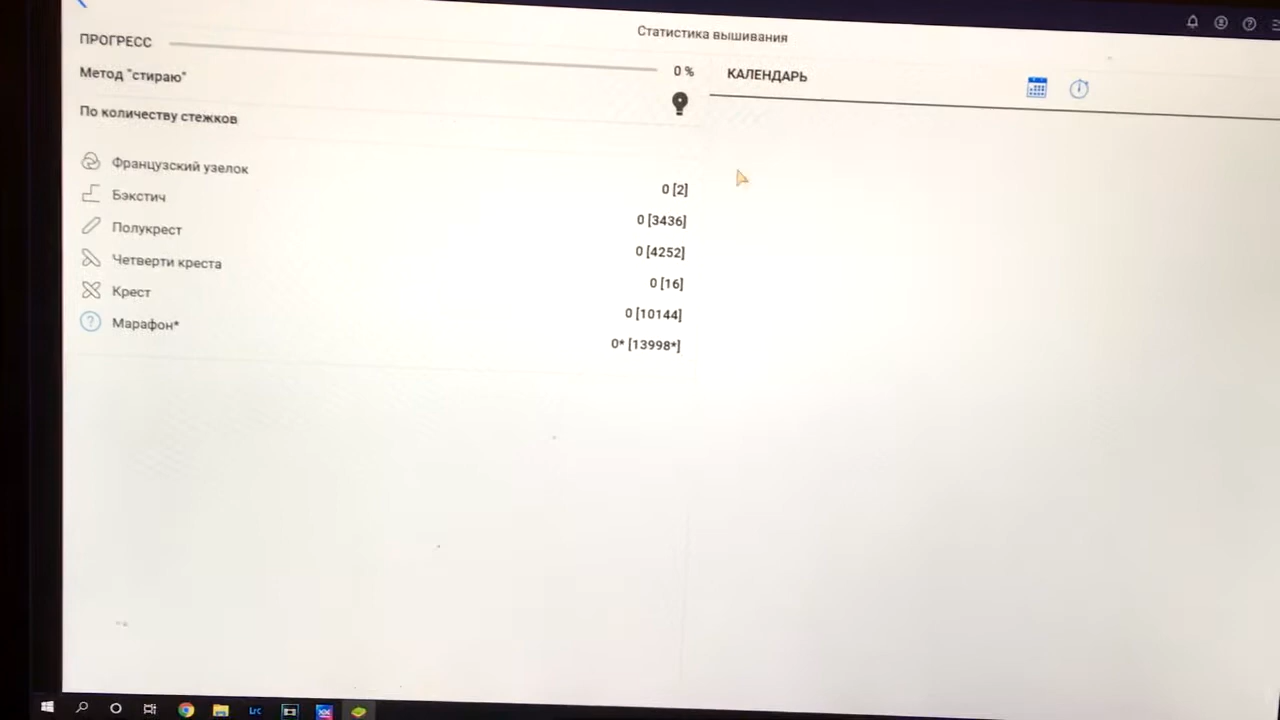 Статистика вышивания
ПРОГРЕСС
0 %
Метод "стираю"
По количеству стежков
Французский узелок 0 [2]
Бэкстич 0 [3436]
Полукрест 0 [4252]
Четверти креста 0 [16]
Крест 0 [10144]
Марафон* 0* [13998*]
КАЛЕНДАРЬ
Lrc